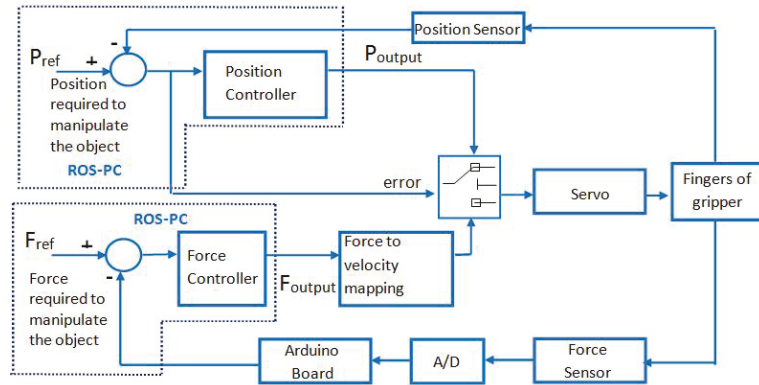 Position Sensor
-
Pref
+
Position
required to
manipulate
the object
ROS-PC
Position
Controller
Poutput
error
Servo
Fingers of
gripper
ROS-PC
Fref
+
-
Force
required to
manipulate
the object
Force
Controller
Foutput
Force to
velocity
mapping
Arduino
Board
A/D
Force
Sensor